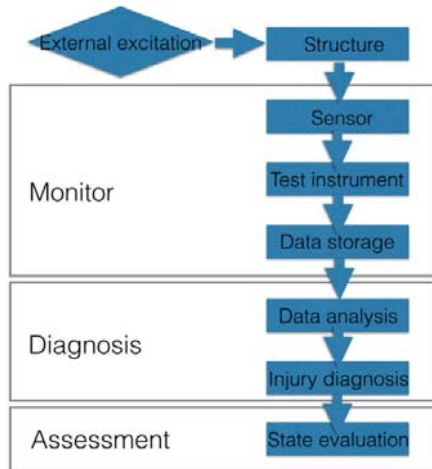 External excitation
Structure
Monitor
Sensor
Test instrument
Data storage
Diagnosis
Data analysis
Injury diagnosis
Assessment
State evaluation